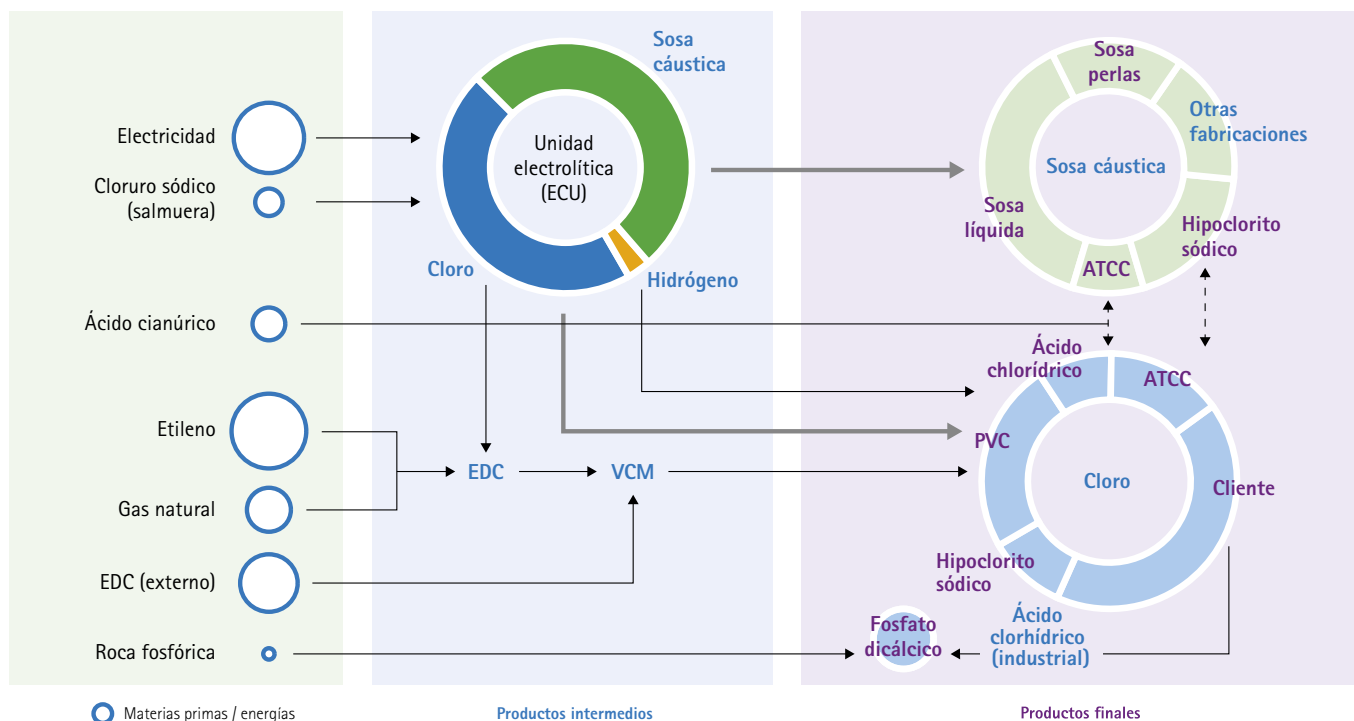 Electricidad
Cloruro sódico
(salmuera)
Ácido cianúrico
Etileno
Gas natural
EDC (externo)
Roca fosfórica
Sosa
cáustica
Unidad
electrolítica
(ECU)
Cloro
Hidrógeno
EDC
VCM
Sosa
perlas
Otras
fabricaciones
Sosa cáustica
Sosa
líquida
Hipoclorito
sódico
ATCC
Ácido
chlorídrico
ATCC
PVC
Cloro
Cliente
Hipoclorito
sódico
Fosfato
dicálcico
Ácido
clorhídrico
(industrial)
Materias primas / energías
Productos intermedios
Productos finales